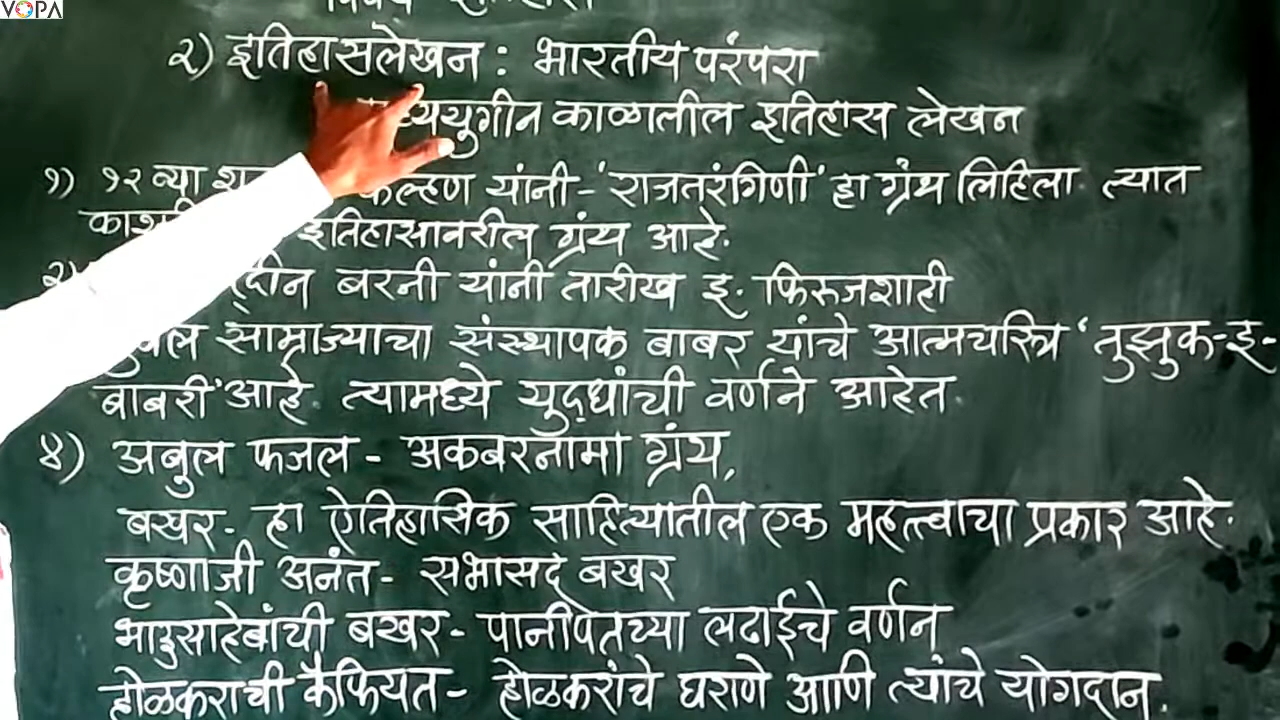 VOPA
२) इतिहासलेखन : भारतीय परंपरा
काळातील इतिहास लेखन
१) १२ व्या कल्हण यांनी - 'राजतरंगिणी' हा ग्रंथ लिहिला. त्यात
इतिहासावरील ग्रंथ आहे.
बरनी यांनी तारीख इ. फिरुजशाही
साम्राज्याचा संस्थापक बाबर यांचे आत्मचरित्र 'तुझुक-इ-
बाबरी' आहे. त्यामध्ये युद्धांची वर्णने आहेत.
४) अबुल फजल - अकबरनामा ग्रंथ,
बखर - हा ऐतिहासिक साहित्यातील एक महत्त्वाचा प्रकार आहे.
कृष्णाजी अनंत - सभासद बखर
भाऊसाहेबांची बखर - पानीपतच्या लढाईचे वर्णन
होळकरांची कैफियत - होळकरांचे घराणे आणि त्यांचे योगदान.